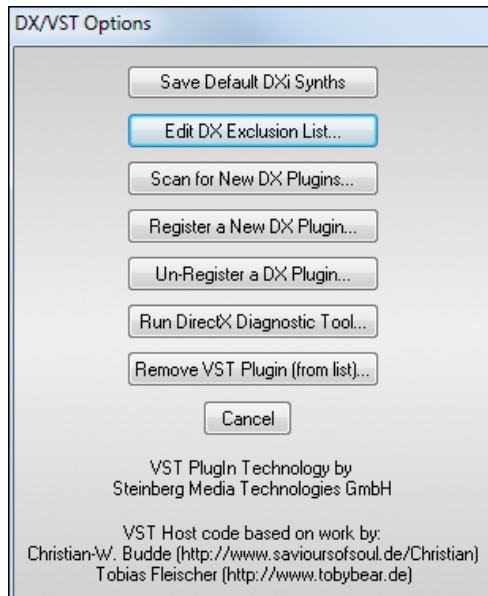 DX/VST Options
Save Default DXi Synths
Edit DX Exclusion List...
Scan for New DX Plugins...
Register a New DX Plugin...
Un-Register a DX Plugin...
Run DirectX Diagnostic Tool...
Remove VST Plugin (from list)...
Cancel
VST PlugIn Technology by
Steinberg Media Technologies GmbH
VST Host code based on work by:
Christian-W. Budde (http://www.savioursofsoul.de/Christian)
Tobias Fleischer (http://www.tobybear.de)